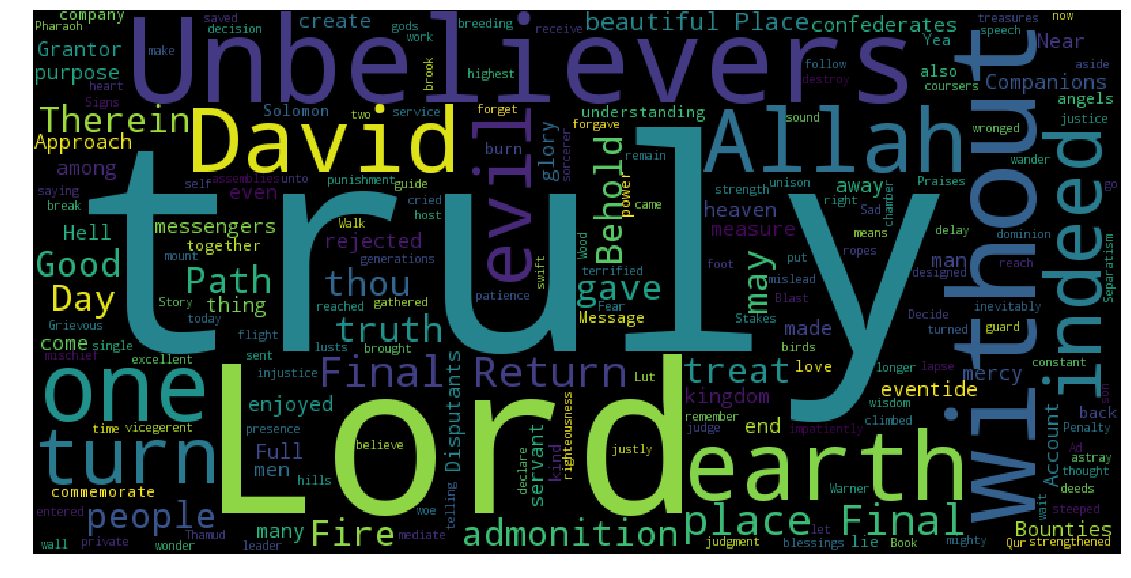 company saved decision gods breeding receive beautiful Place confederates treasures now
Pharaoh make work create speech
Grantor Unbelievers Yea Near aside
purpose heart brook highest follow destroy also coursers Companions
Signs Solomon two service forget understanding angels
Therein David evil forgave Allah sound wronged justice
Approach glory sorcerer Behold remain without indeed
among assemblies unto punishment guide burn power strength unison away right Praises wander go
saying self even cried came heaven chamber Sad
break messengers host Walk truly measure means delay dominion
Hell together rejected generations Wood ropes man Separatism
mount swift terrified foot put reach
Good Path thou patience gave may mislead designed
Day thing Story reached gathered Fear Message Blast inevitably
today truth Stakes made Decide turned guard
Grievous flight lusts brought birds
mischief single excellent sent Final Return Lut treat love longer lapse constant
one injustice kingdom eventide mercy
enjoyed Disputants servant kind righteousness remember wisdom back son
time vicegerent presence believe justly judge end impatiently climbed Penalty
turn Full Lord earth Account Ad astray
men declare thought
commemorate hills telling Warner wait deeds
people woe place Final steeped
entered many Fire admonition Bounties
wall private Thamud leader mediate judgment let blessings lie mighty Qur strengthened
wonder Book